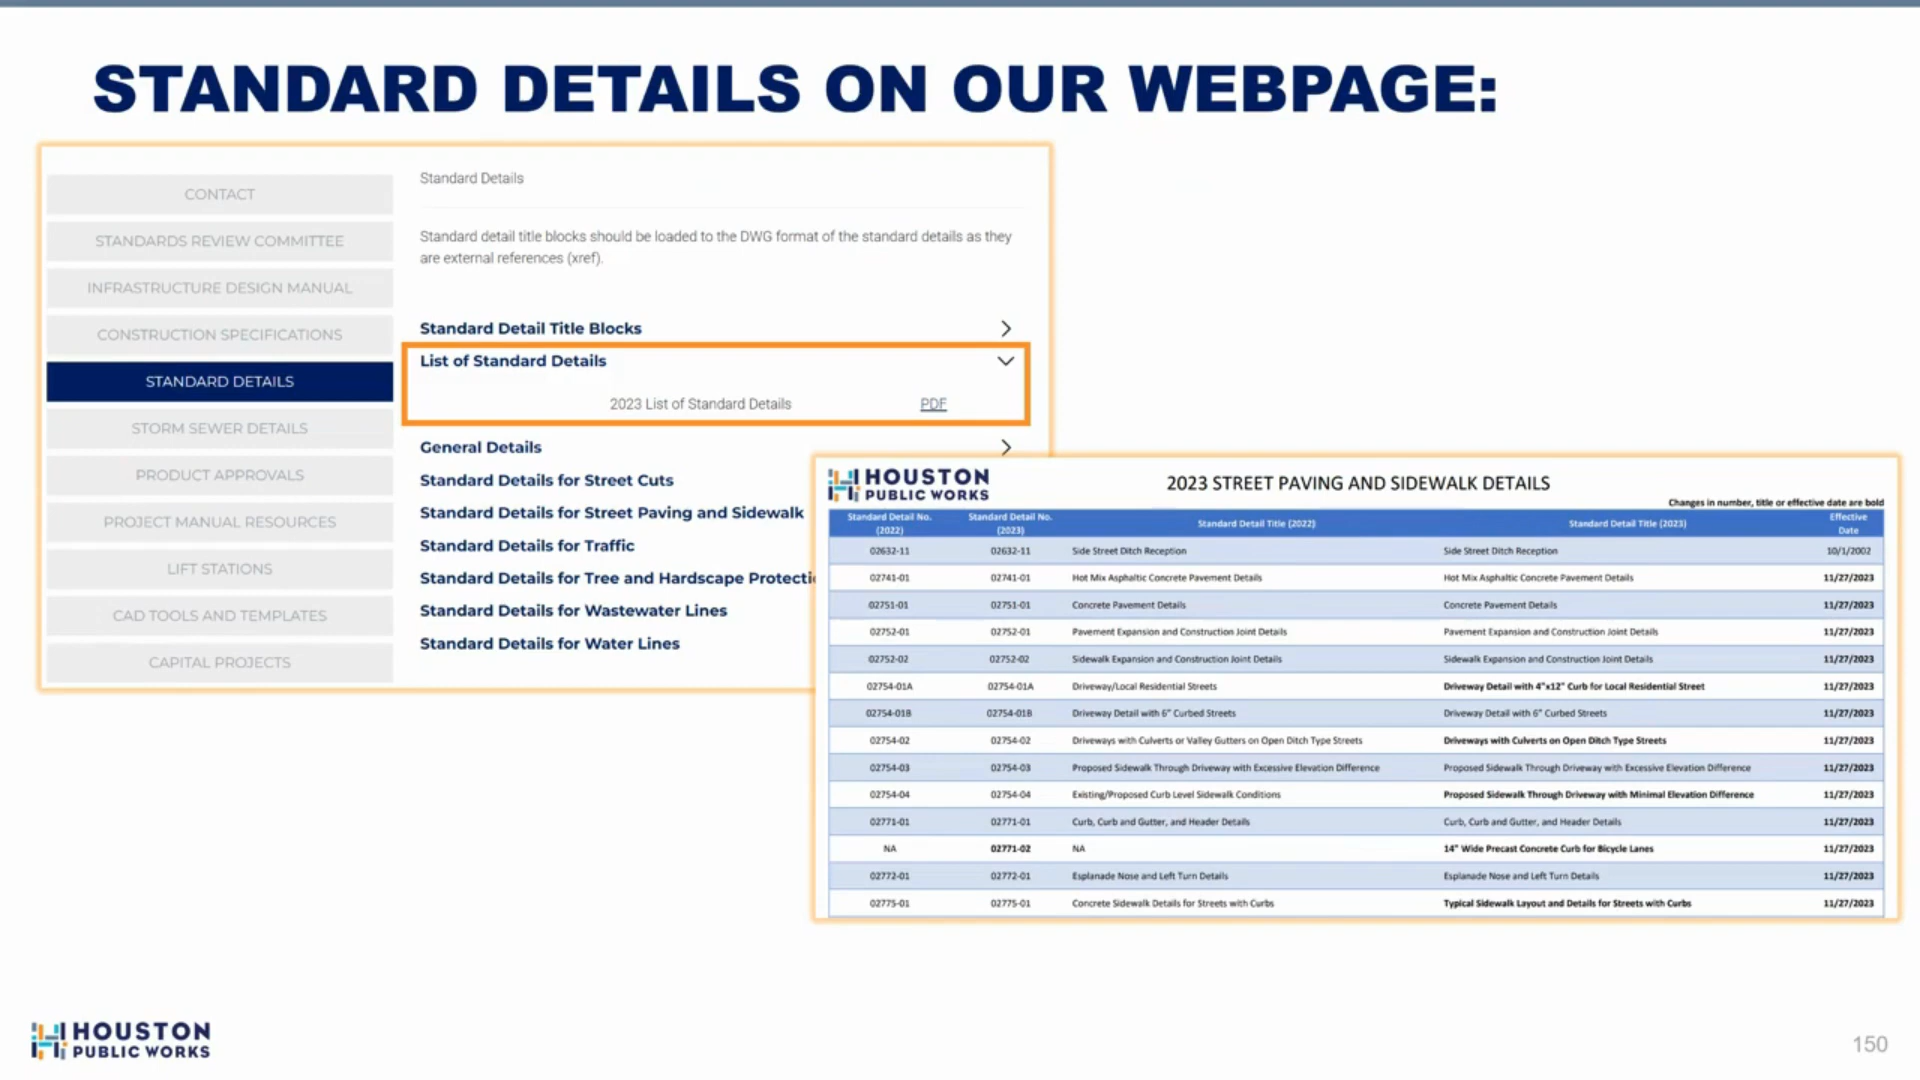 STANDARD DETAILS ON OUR WEBPAGE:
CONTACT
STANDARDS REVIEW COMMITTEE
INFRASTRUCTURE DESIGN MANUAL
CONSTRUCTION SPECIFICATIONS
STANDARD DETAILS
STORM SEWER DETAILS
PRODUCT APPROVALS
PROJECT MANUAL RESOURCES
LIFT STATIONS
CAD TOOLS AND TEMPLATES
CAPITAL PROJECTS
Standard Details
Standard detail title blocks should be loaded to the DWG format of the standard details as they
are external references (xref).
Standard Detail Title Blocks
List of Standard Details
2023 List of Standard Details PDF
General Details
Standard Details for Street Cuts
Standard Details for Street Paving and Sidewalk
Standard Details for Traffic
Standard Details for Tree and Hardscape Protecti
Standard Details for Wastewater Lines
Standard Details for Water Lines
HOUSTON
PUBLIC WORKS
2023 STREET PAVING AND SIDEWALK DETAILS
Changes in number, title or effective date are bold
Standard Detail No. (2022) Standard Detail No. (2023) Standard Detail Title (2022) Standard Detail Title (2023) Effective Date
02632-11 02632-11 Side Street Ditch Reception Side Street Ditch Reception 10/1/2002
02741-01 02741-01 Hot Mix Asphaltic Concrete Pavement Details Hot Mix Asphaltic Concrete Pavement Details 11/27/2023
02751-01 02751-01 Concrete Pavement Details Concrete Pavement Details 11/27/2023
02752-01 02752-01 Pavement Expansion and Construction Joint Details Pavement Expansion and Construction Joint Details 11/27/2023
02752-02 02752-02 Sidewalk Expansion and Construction Joint Details Sidewalk Expansion and Construction Joint Details 11/27/2023
02754-01A 02754-01A Driveway/Local Residential Streets Driveway Detail with 4"x12" Curb for Local Residential Street 11/27/2023
02754-01B 02754-01B Driveway Detail with 6" Curbed Streets Driveway Detail with 6" Curbed Streets 11/27/2023
02754-02 02754-02 Driveways with Culverts or Valley Gutters on Open Ditch Type Streets Driveways with Culverts on Open Ditch Type Streets 11/27/2023
02754-03 02754-03 Proposed Sidewalk Through Driveway with Excessive Elevation Difference Proposed Sidewalk Through Driveway with Excessive Elevation Difference 11/27/2023
02754-04 02754-04 Existing/Proposed Curb Level Sidewalk Conditions Proposed Sidewalk Through Driveway with Minimal Elevation Difference 11/27/2023
02771-01 02771-01 Curb, Curb and Gutter, and Header Details Curb, Curb and Gutter, and Header Details 11/27/2023
NA 02771-02 NA 14" Wide Precast Concrete Curb for Bicycle Lanes 11/27/2023
02772-01 02772-01 Esplanade Nose and Left Turn Details Esplanade Nose and Left Turn Details 11/27/2023
02775-01 02775-01 Concrete Sidewalk Details for Streets with Curbs Typical Sidewalk Layout and Details for Streets with Curbs 11/27/2023
HOUSTON
PUBLIC WORKS
150